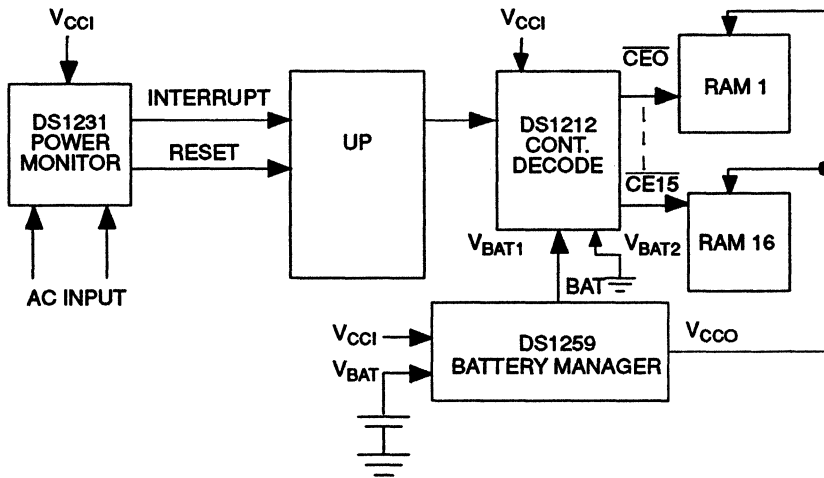 VCCI
DS1231
POWER
MONITOR
AC INPUT
INTERRUPT
RESET
UP
VCCI
DS1212
CONT.
DECODE
CEO
CE15
RAM 1
RAM 16
VBAT1
VBAT2
BAT
VCCI
VBAT
DS1259
BATTERY MANAGER
VCCO